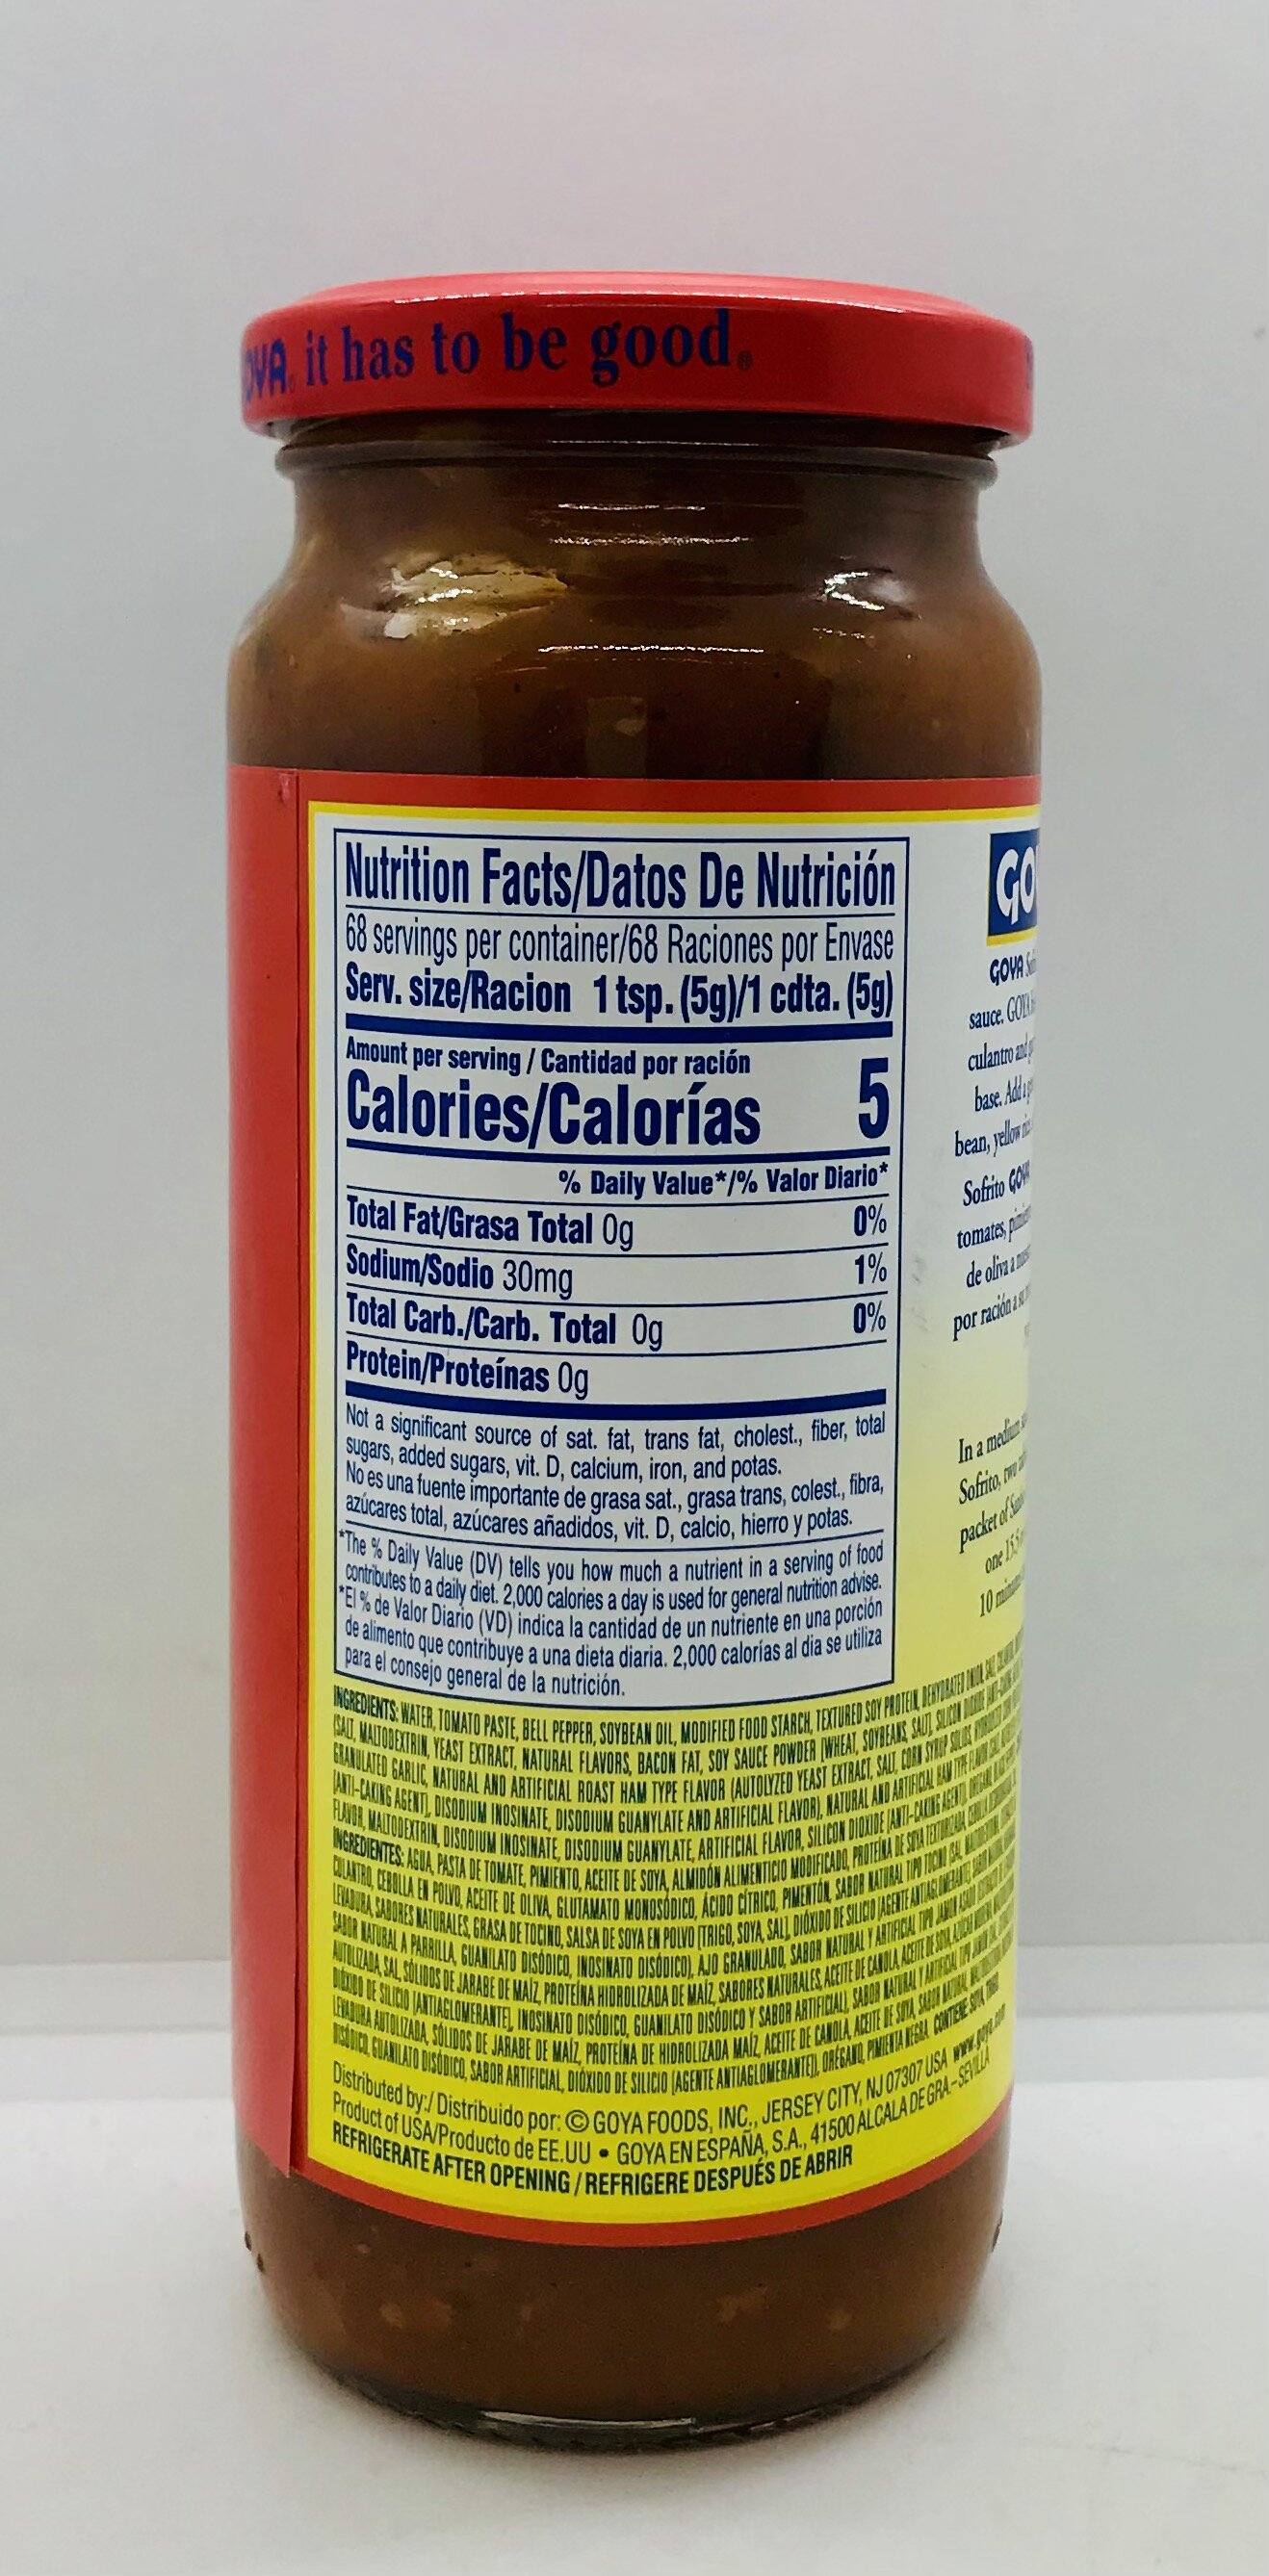 OYA. it has to be good.®
Nutrition Facts/Datos De Nutrición
68 servings per container/68 Raciones por Envase
Serv. size/Racion 1 tsp. (5g)/1 cdta. (5g)
Amount per serving / Cantidad por ración
Calories/Calorías 5
% Daily Value*/% Valor Diario*
Total Fat/Grasa Total 0g 0%
Sodium/Sodio 30mg 1%
Total Carb./Carb. Total 0g 0%
Protein/Proteínas 0g
Not a significant source of sat. fat, trans fat, cholest., fiber, total
sugars, added sugars, vit. D, calcium, iron, and potas.
No es una fuente importante de grasa sat., grasa trans, colest., fibra,
azúcares total, azúcares añadidos, vit. D, calcio, hierro y potas.
*The % Daily Value (DV) tells you how much a nutrient in a serving of food
contributes to a daily diet. 2,000 calories a day is used for general nutrition advise.
*El % de Valor Diario (VD) indica la cantidad de un nutriente en una porción
de alimento que contribuye a una dieta diaria. 2,000 calorías al dia se utiliza
para el consejo general de la nutrición.
GO
GOYA
sauce. GOYA
culantro and
base. Add a
bean, yellow
Sofrito GOYA
tomates,
de oliva a
por ración a su
In a medium
Sofrito, two
packet of
one 15.5
10
INGREDIENTS: WATER, TOMATO PASTE, BELL PEPPER, SOYBEAN OIL, MODIFIED FOOD STARCH, TEXTURED SOY PROTEIN, DEHYDRATED ONION, SALT,
(SALT, MALTODEXTRIN, YEAST EXTRACT, NATURAL FLAVORS, BACON FAT, SOY SAUCE POWDER [WHEAT, SOYBEANS, SALT], SILICON DIOXIDE
GRANULATED GARLIC, NATURAL AND ARTIFICIAL ROAST HAM TYPE FLAVOR (AUTOLYZED YEAST EXTRACT, SALT, CORN SYRUP SOLIDS,
[ANTI-CAKING AGENT], DISODIUM INOSINATE, DISODIUM GUANYLATE AND ARTIFICIAL FLAVOR), NATURAL AND ARTIFICIAL HAM TYPE FLAVOR
FLAVOR, MALTODEXTRIN, DISODIUM INOSINATE, DISODIUM GUANYLATE, ARTIFICIAL FLAVOR, SILICON DIOXIDE [ANTI-CAKING AGENT]),
INGREDIENTES: AGUA, PASTA DE TOMATE, PIMIENTO, ACEITE DE SOYA, ALMIDÓN ALIMENTICIO MODIFICADO, PROTEÍNA DE SOYA TEXTURIZADA,
CULANTRO, CEBOLLA EN POLVO, ACEITE DE OLIVA, GLUTAMATO MONOSÓDICO, ÁCIDO CÍTRICO, PIMENTÓN, SABOR NATURAL TIPO TOCINO (SAL,
LEVADURA, SABORES NATURALES, GRASA DE TOCINO, SALSA DE SOYA EN POLVO [TRIGO, SOYA, SAL], DIÓXIDO DE SILICIO [AGENTE ANTIAGLOMERANTE],
SABOR NATURAL A PARRILLA, GUANILATO DISÓDICO, INOSINATO DISÓDICO), AJO GRANULADO, SABOR NATURAL Y ARTIFICIAL TIPO JAMÓN ASADO
AUTOLIZADA, SAL, SÓLIDOS DE JARABE DE MAÍZ, PROTEÍNA HIDROLIZADA DE MAÍZ, SABORES NATURALES, ACEITE DE CANOLA, ACEITE DE SOYA,
DIÓXIDO DE SILICIO [ANTIAGLOMERANTE], INOSINATO DISÓDICO, GUANILATO DISÓDICO Y SABOR ARTIFICIAL), SABOR NATURAL Y ARTIFICIAL TIPO JAMÓN
LEVADURA AUTOLIZADA, SÓLIDOS DE JARABE DE MAÍZ, PROTEÍNA DE HIDROLIZADA MAÍZ, ACEITE DE CANOLA, ACEITE DE SOYA, SABOR NATURAL,
DISÓDICO, GUANILATO DISÓDICO, SABOR ARTIFICIAL, DIÓXIDO DE SILICIO [AGENTE ANTIAGLOMERANTE]), ORÉGANO, PIMIENTA NEGRA. CONTIENE: SOYA, TRIGO
Distributed by:/ Distribuido por: © GOYA FOODS, INC., JERSEY CITY, NJ 07307 USA www.goya.com
Product of USA/Producto de EE.UU • GOYA EN ESPAÑA, S.A., 41500 ALCALA DE GRA.-SEVILLA
REFRIGERATE AFTER OPENING / REFRIGERE DESPUÉS DE ABRIR